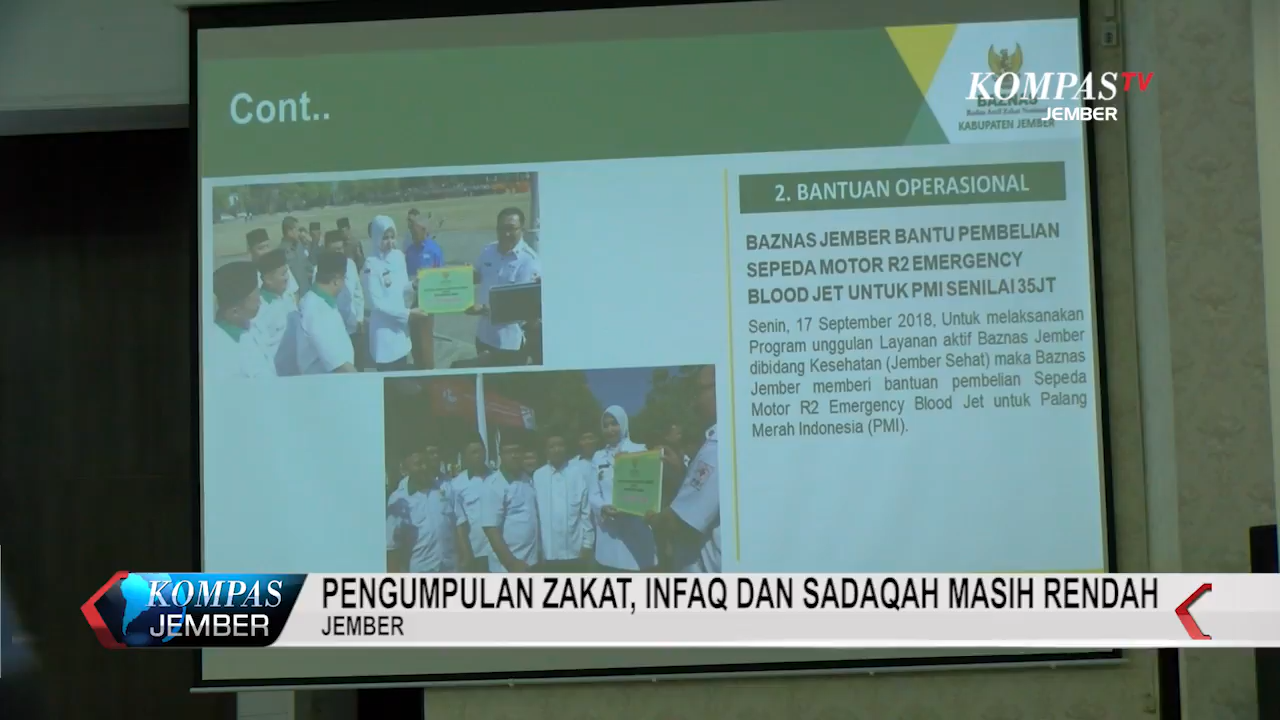 Cont..
KOMPAS TV
JEMBER
BAZNAS
KABUPATEN JEMBER
2. BANTUAN OPERASIONAL
BAZNAS JEMBER BANTU PEMBELIAN
SEPEDA MOTOR R2 EMERGENCY
BLOOD JET UNTUK PMI SENILAI 35JT
Senin, 17 September 2018, Untuk melaksanakan
Program unggulan Layanan aktif Baznas Jember
dibidang Kesehatan (Jember Sehat) maka Baznas
Jember memberi bantuan pembelian Sepeda
Motor R2 Emergency Blood Jet untuk Palang
Merah Indonesia (PMI).
KOMPAS
JEMBER
PENGUMPULAN ZAKAT, INFAQ DAN SADAQAH MASIH RENDAH
JEMBER